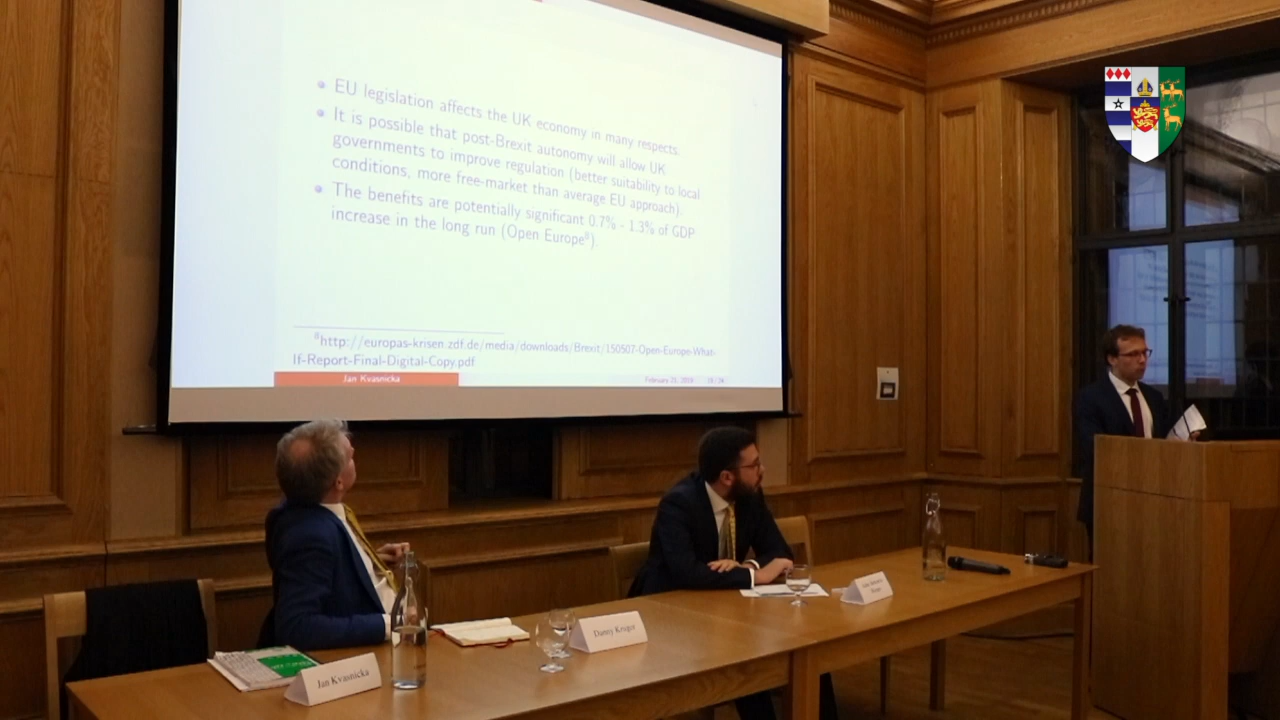 EU legislation affects the UK economy in many respects.
It is possible that post-Brexit autonomy will allow UK
governments to improve regulation (better suitability to local
conditions, more free-market than average EU approach).
The benefits are potentially significant 0.7% - 1.3% of GDP
increase in the long run (Open Europe⁸).
⁸http://europas-krisen.zdf.de/media/downloads/Brexit/150507-Open-Europe-What-
If-Report-Final-Digital-Copy.pdf
Jan Kvasnicka
Danny Kruger
Jan Kvasnicka